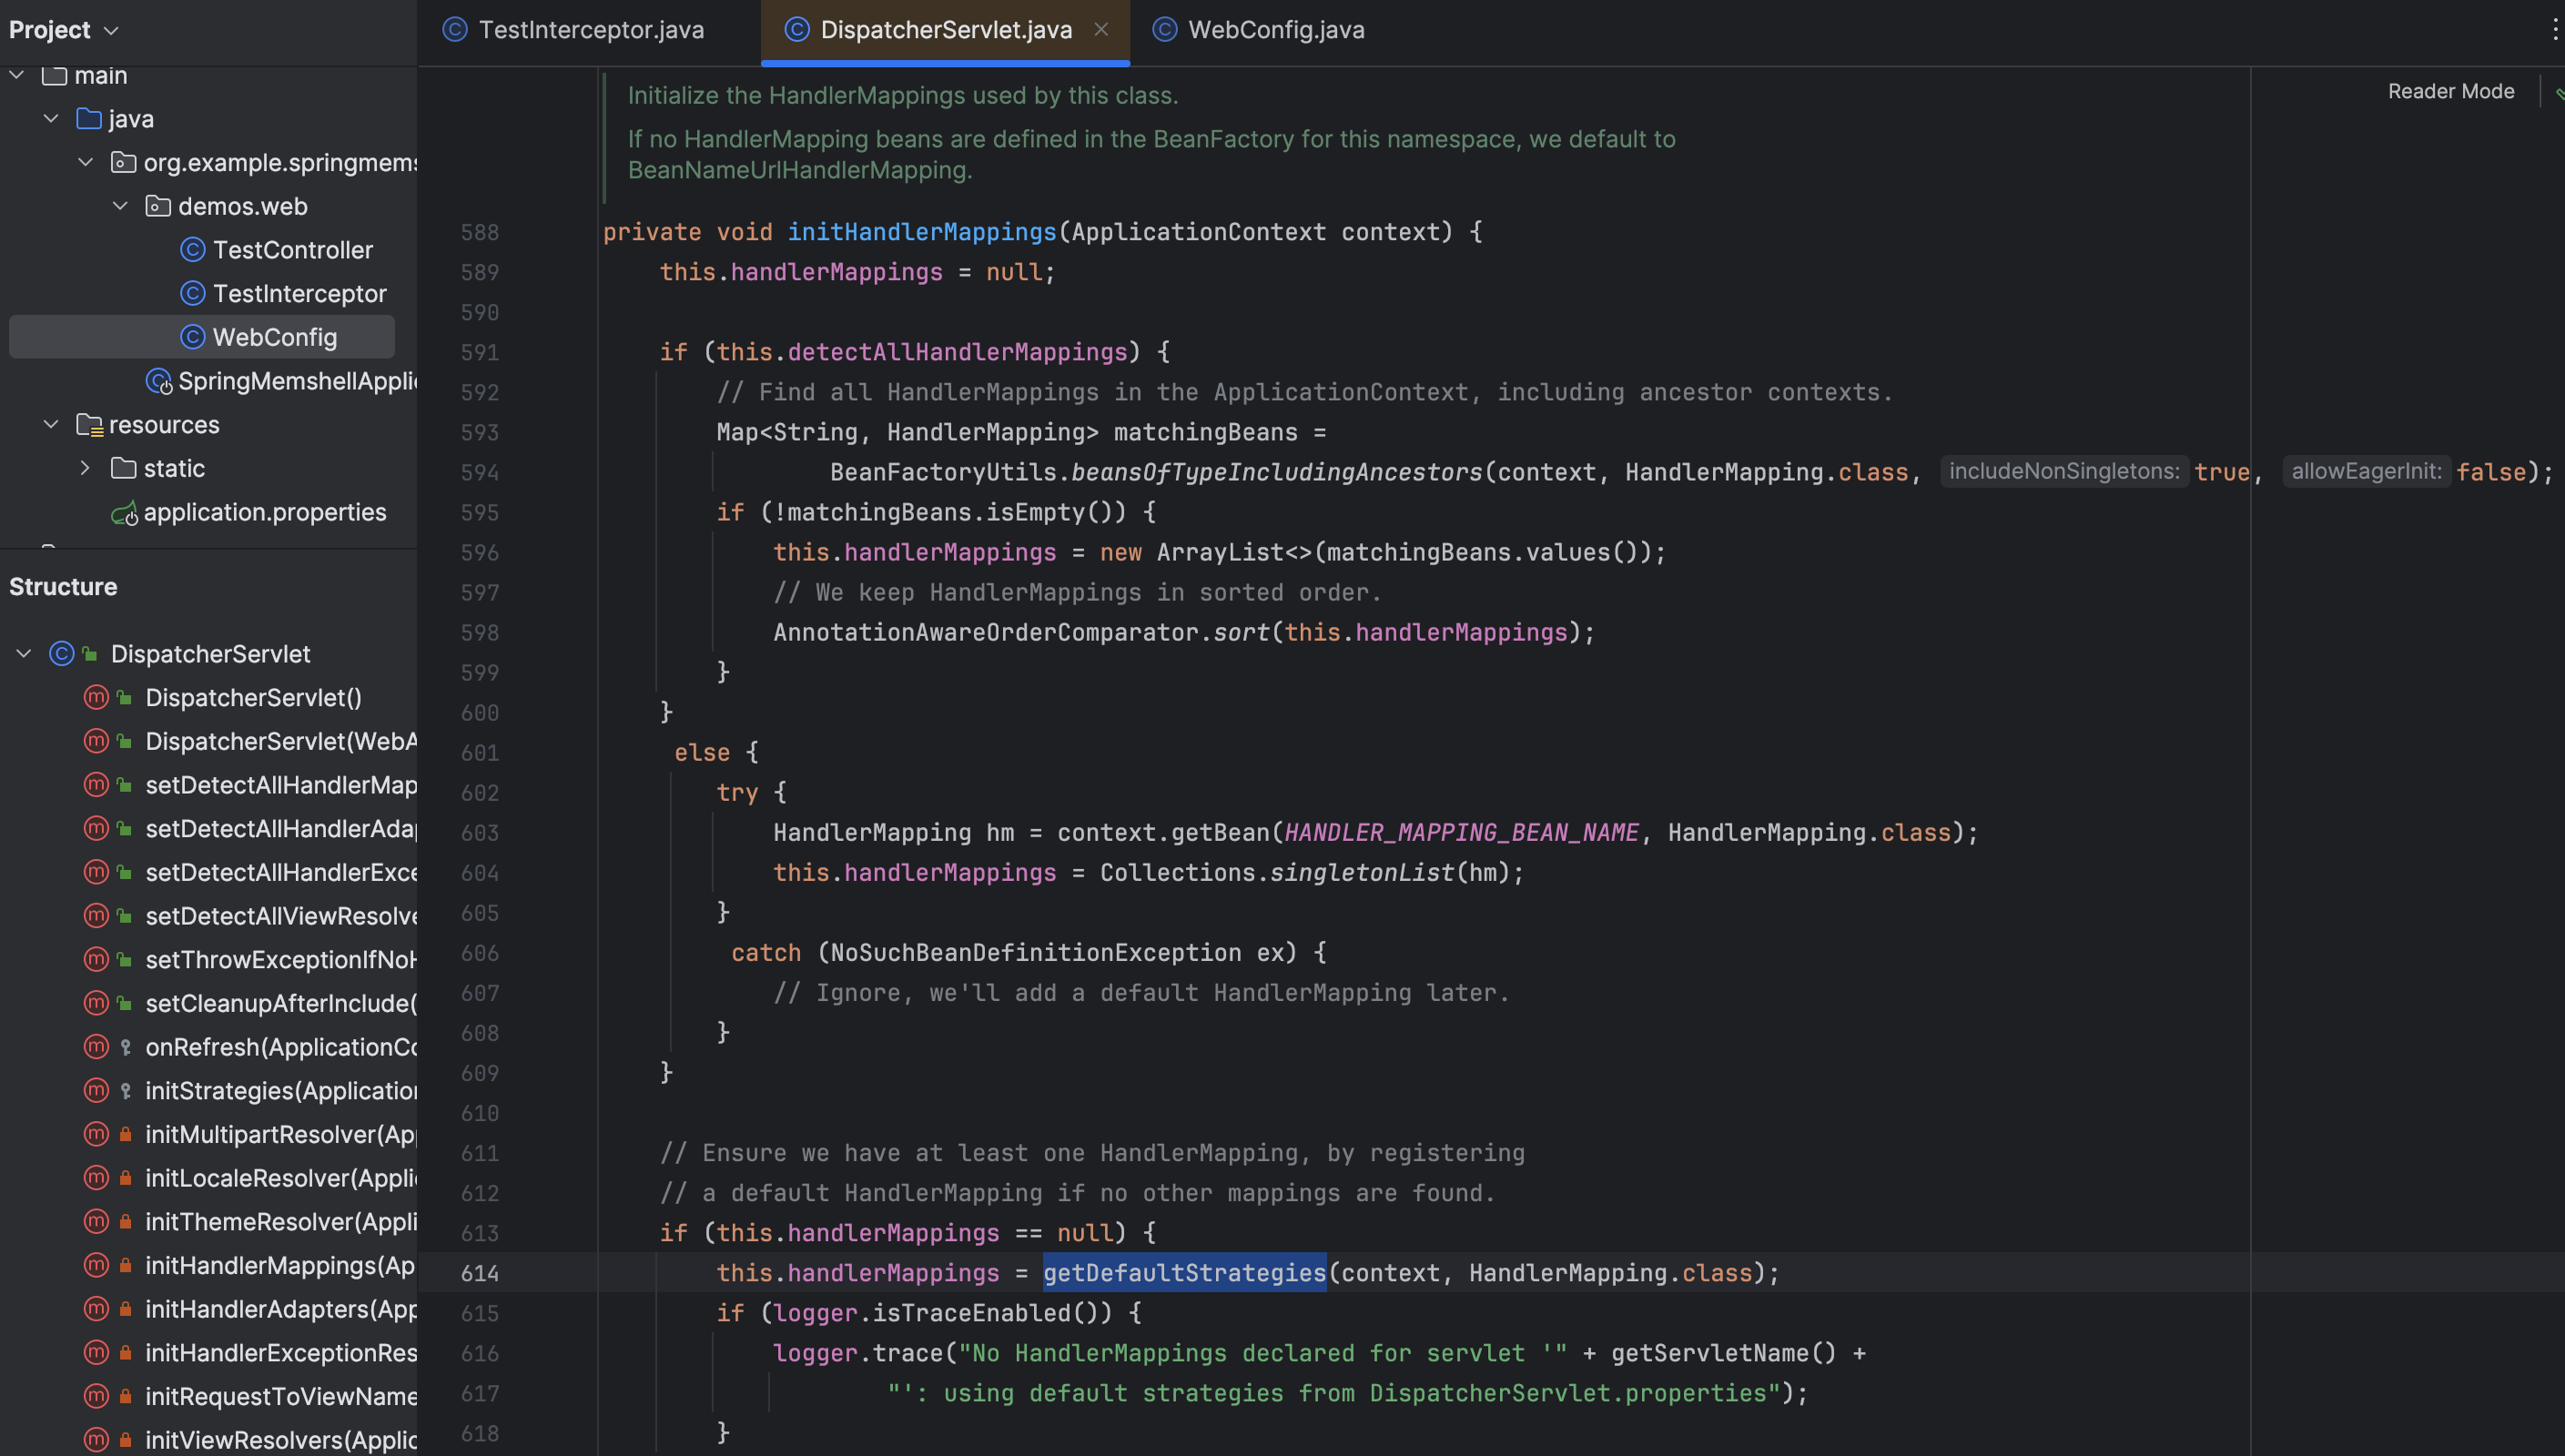 Project
main
java
org.example.springmems
demos.web
TestController
TestInterceptor
WebConfig
SpringMemshellApplic
resources
static
application.properties
Structure
DispatcherServlet
DispatcherServlet()
DispatcherServlet(WebA
setDetectAllHandlerMap
setDetectAllHandlerAda
setDetectAllHandlerExce
setDetectAllViewResolve
setThrowExceptionIfNoH
setCleanupAfterInclude(
onRefresh(ApplicationCo
initStrategies(Application
initMultipartResolver(App
initLocaleResolver(Applic
initThemeResolver(Appli
initHandlerMappings(Ap
initHandlerAdapters(App
initHandlerExceptionRes
initRequestToViewName
initViewResolvers(Applic
TestInterceptor.java
DispatcherServlet.java
WebConfig.java
Reader Mode
Initialize the HandlerMappings used by this class.
If no HandlerMapping beans are defined in the BeanFactory for this namespace, we default to
BeanNameUrlHandlerMapping.
588 private void initHandlerMappings(ApplicationContext context) {
589 this.handlerMappings = null;
590
591 if (this.detectAllHandlerMappings) {
592 // Find all HandlerMappings in the ApplicationContext, including ancestor contexts.
593 Map<String, HandlerMapping> matchingBeans =
594 BeanFactoryUtils.beansOfTypeIncludingAncestors(context, HandlerMapping.class, includeNonSingletons: true, allowEagerInit: false);
595 if (!matchingBeans.isEmpty()) {
596 this.handlerMappings = new ArrayList<>(matchingBeans.values());
597 // We keep HandlerMappings in sorted order.
598 AnnotationAwareOrderComparator.sort(this.handlerMappings);
599 }
600 }
601 else {
602 try {
603 HandlerMapping hm = context.getBean(HANDLER_MAPPING_BEAN_NAME, HandlerMapping.class);
604 this.handlerMappings = Collections.singletonList(hm);
605 }
606 catch (NoSuchBeanDefinitionException ex) {
607 // Ignore, we'll add a default HandlerMapping later.
608 }
609 }
610
611 // Ensure we have at least one HandlerMapping, by registering
612 // a default HandlerMapping if no other mappings are found.
613 if (this.handlerMappings == null) {
614 this.handlerMappings = getDefaultStrategies(context, HandlerMapping.class);
615 if (logger.isTraceEnabled()) {
616 logger.trace("No HandlerMappings declared for servlet '" + getServletName() +
617 "': using default strategies from DispatcherServlet.properties");
618 }